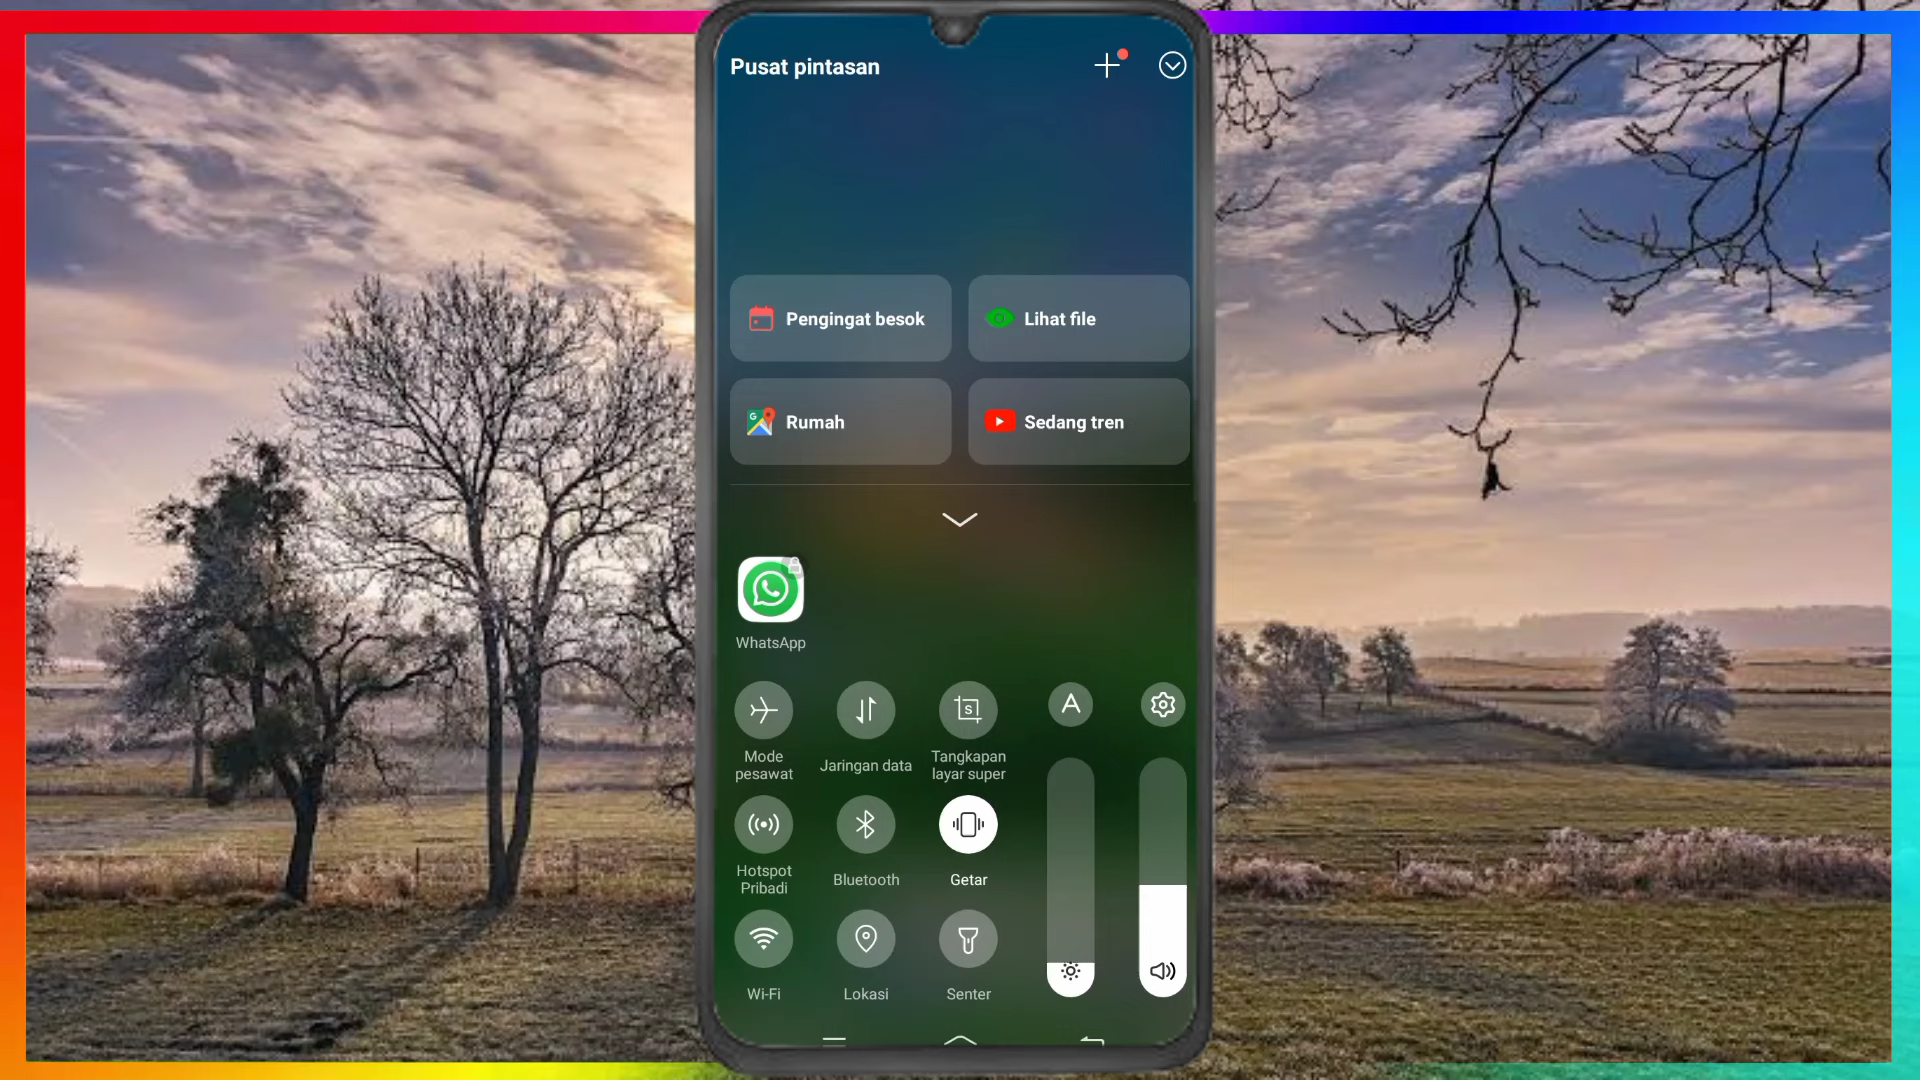 Pusat pintasan
Pengingat besok
Lihat file
Rumah
Sedang tren
WhatsApp
A
Mode
pesawat
Jaringan data
Tangkapan
layar super
Hotspot
Pribadi
Bluetooth
Getar
Wi-Fi
Lokasi
Senter